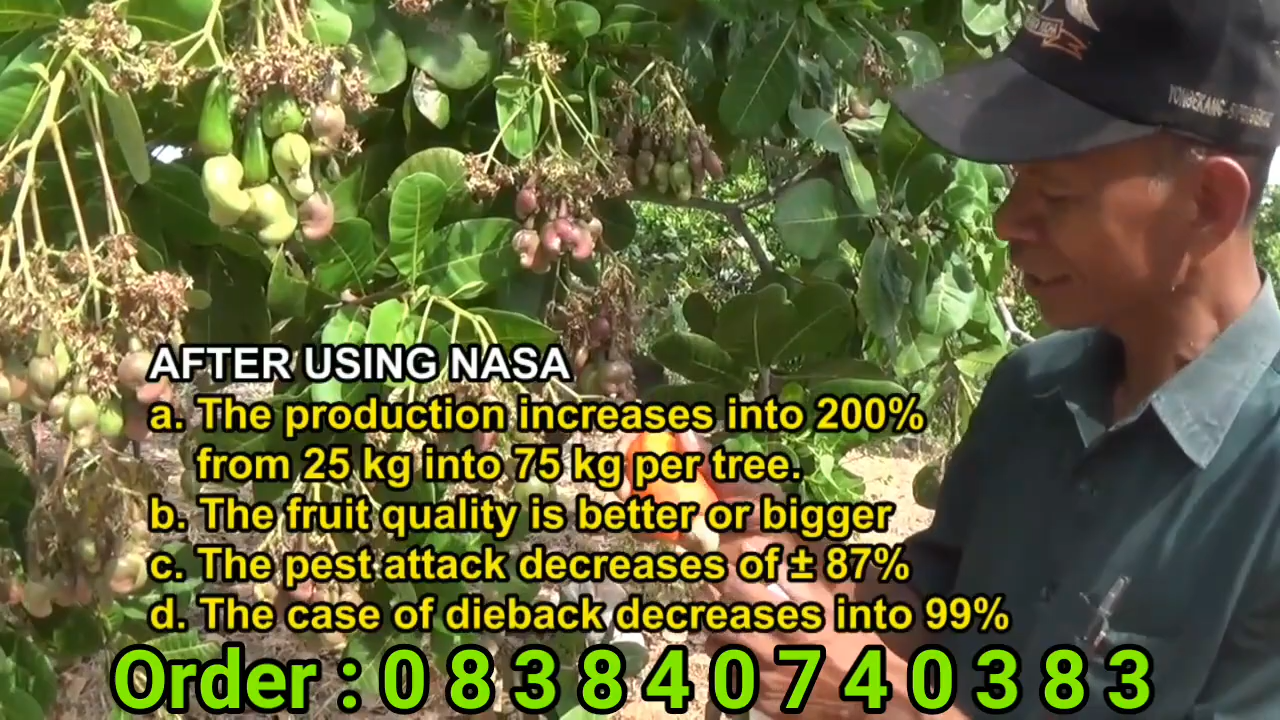 AFTER USING NASA
a. The production increases into 200%
from 25 kg into 75 kg per tree.
b. The fruit quality is better or bigger
c. The pest attack decreases of ± 87%
d. The case of dieback decreases into 99%
Order : 0 8 3 8 4 0 7 4 0 3 8 3